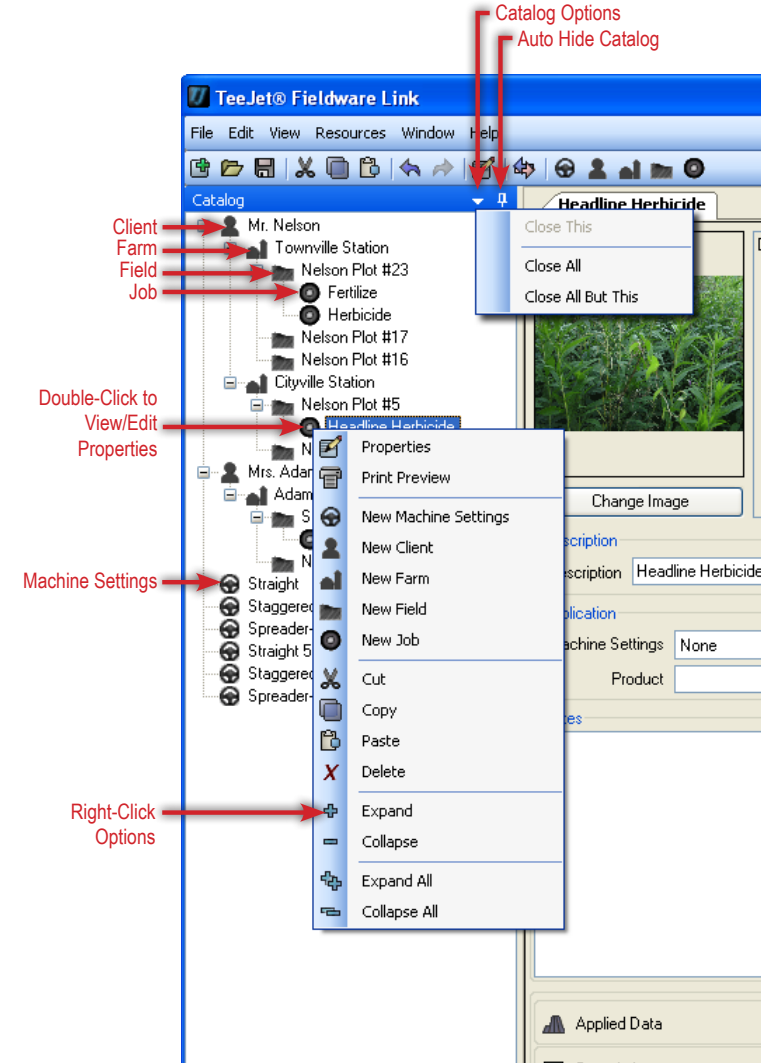 Catalog Options
Auto Hide Catalog
TeeJet® Fieldware Link
File Edit View Resources Window Help
Catalog
Headline Herbicide
Client
Mr. Nelson
Close This
Farm
Townville Station
Field
Nelson Plot #23
Close All
Job
Fertilize
Close All But This
Herbicide
Nelson Plot #17
Nelson Plot #16
Cityville Station
Double-Click to
View/Edit
Properties
Nelson Plot #5
Headline Herbicide
N
Properties
Mrs. Adam
Print Preview
Adam
Change Image
S
New Machine Settings
scription
New Client
N
escription Headline Herbicide
Machine Settings
Straight
New Farm
Staggered
New Field
plication
Spreader-
New Job
achine Settings None
Straight 5
Staggered
Cut
Product
Spreader-
Copy
tes
Paste
Delete
Right-Click
Options
Expand
Collapse
Expand All
Collapse All
Applied Data